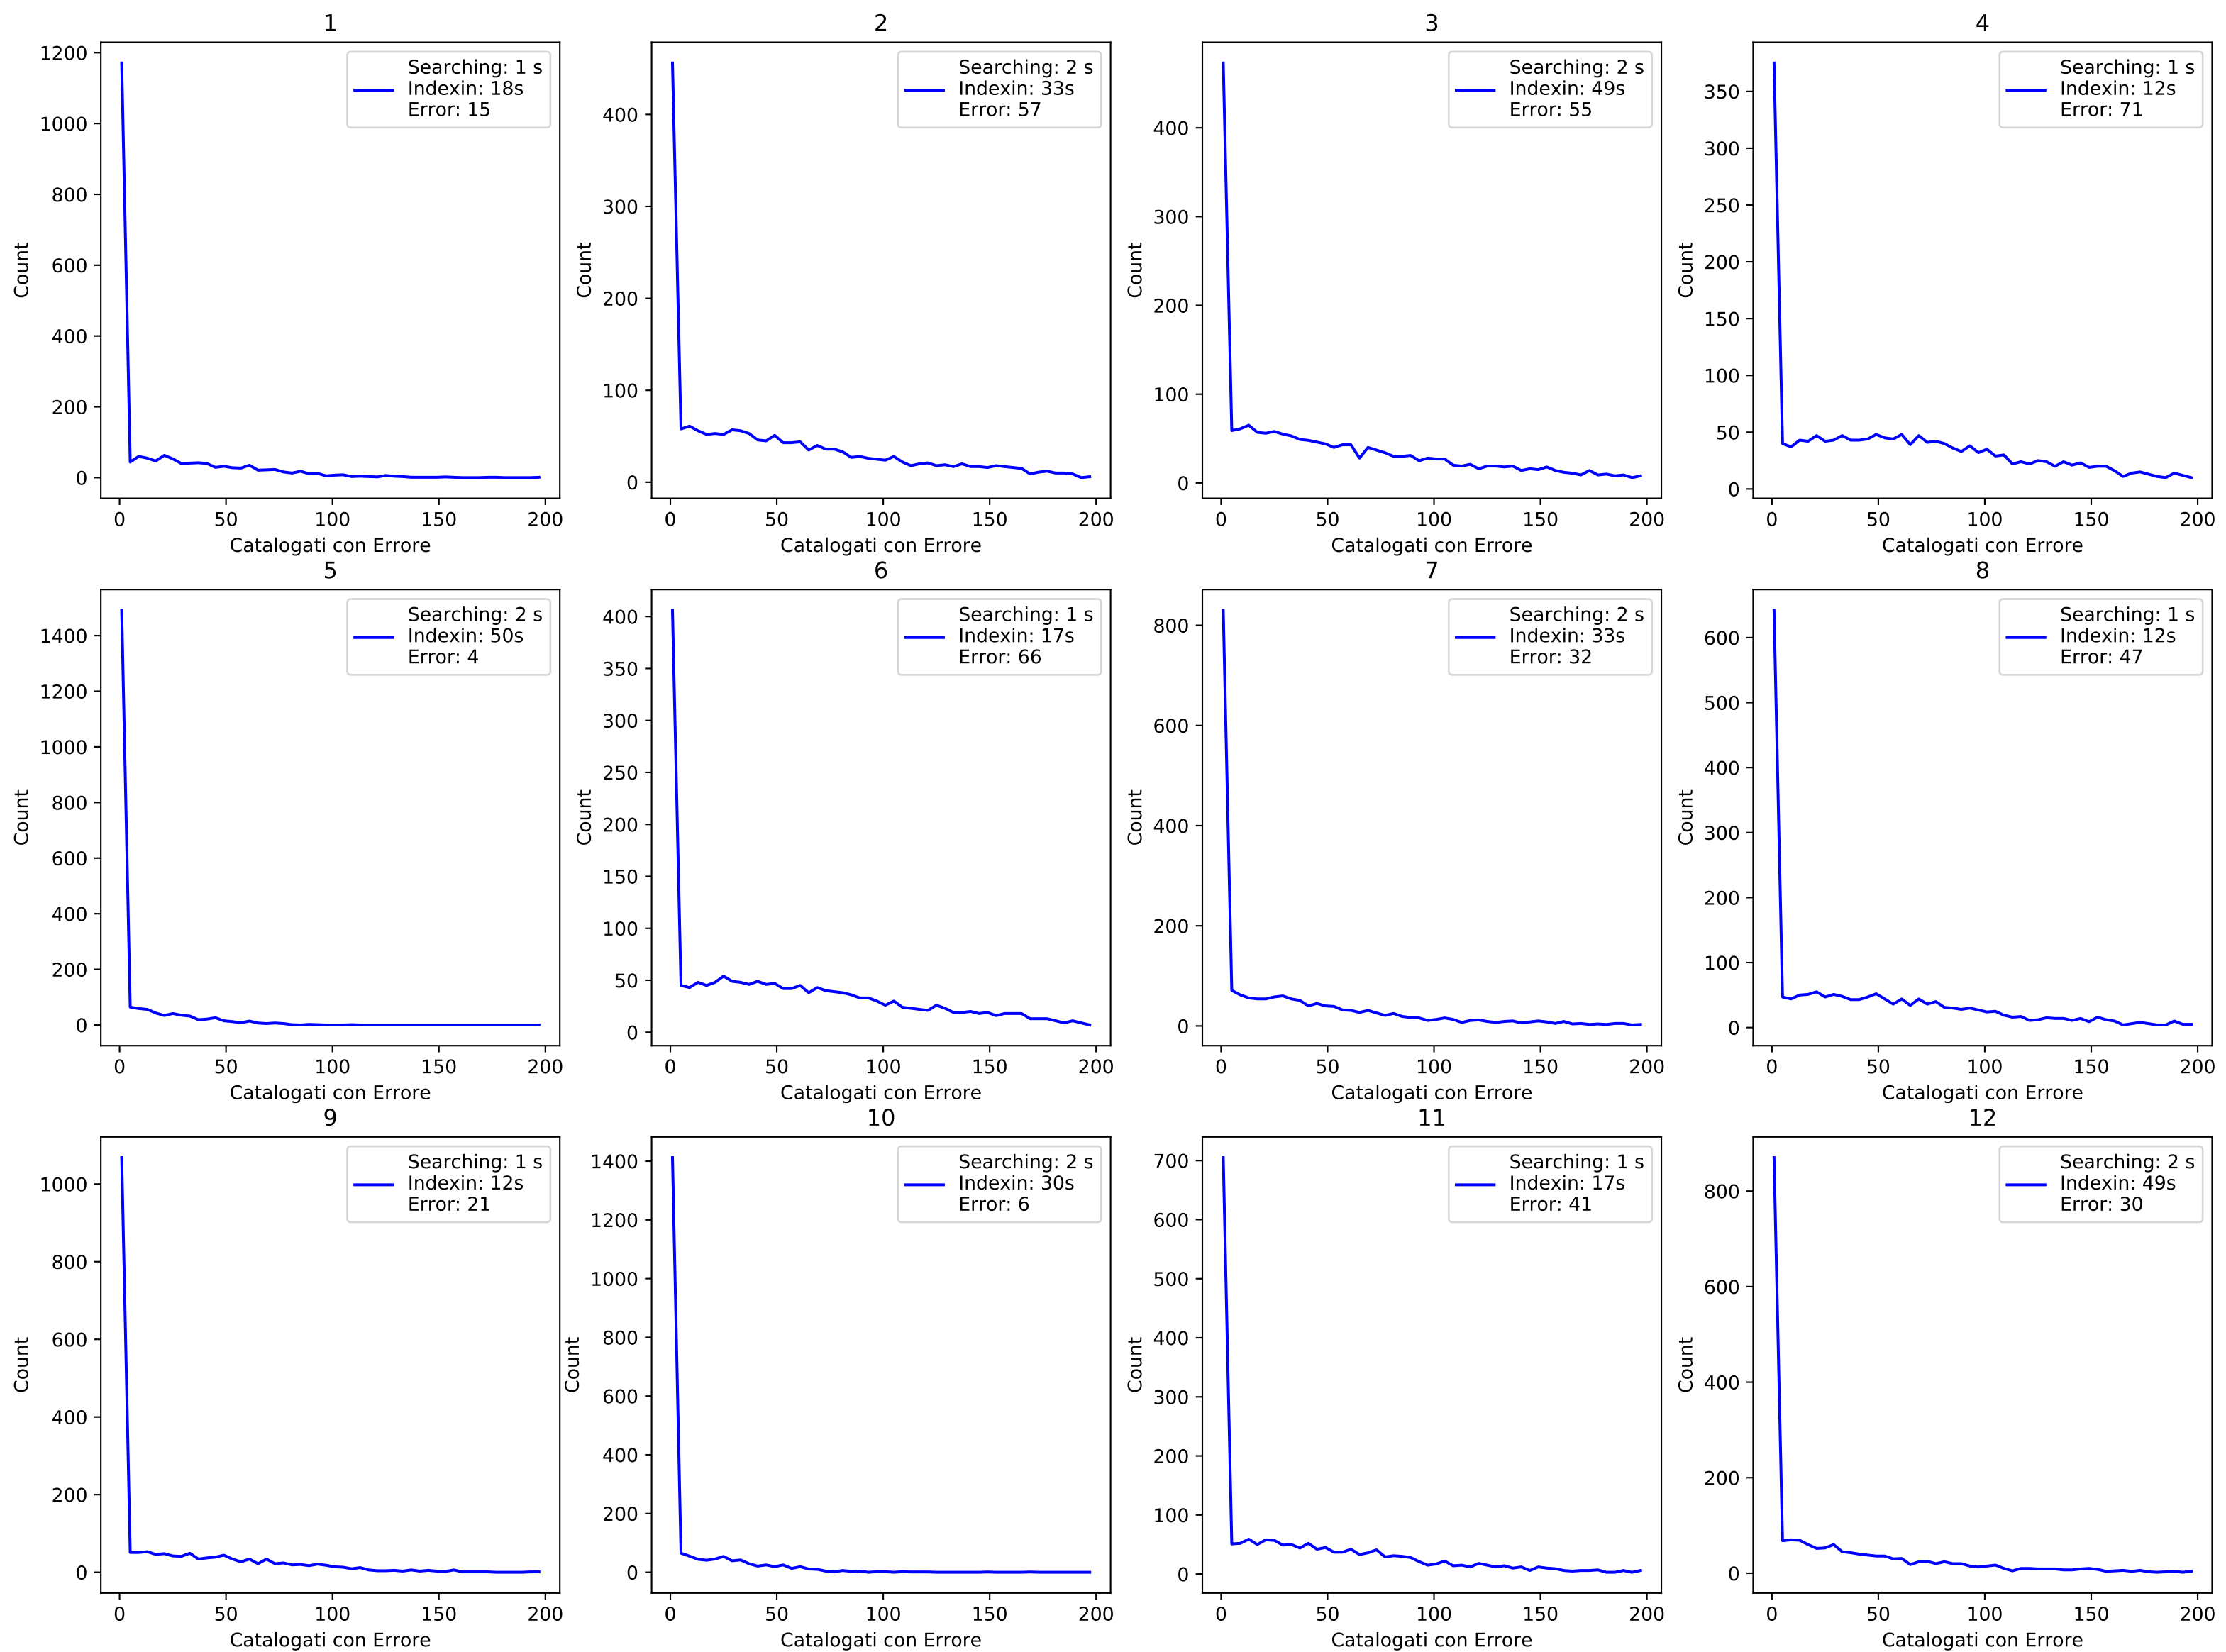 1
1200
1000
800
600
400
200
0
Count
Searching: 1 s
Indexin: 18s
Error: 15
0 50 100 150 200
Catalogati con Errore
2
400
300
200
100
0
Count
Searching: 2 s
Indexin: 33s
Error: 57
0 50 100 150 200
Catalogati con Errore
3
400
300
200
100
0
Count
Searching: 2 s
Indexin: 49s
Error: 55
0 50 100 150 200
Catalogati con Errore
4
350
300
250
200
150
100
50
0
Count
Searching: 1 s
Indexin: 12s
Error: 71
0 50 100 150 200
Catalogati con Errore
5
1400
1200
1000
800
600
400
200
0
Count
Searching: 2 s
Indexin: 50s
Error: 4
0 50 100 150 200
Catalogati con Errore
6
400
350
300
250
200
150
100
50
0
Count
Searching: 1 s
Indexin: 17s
Error: 66
0 50 100 150 200
Catalogati con Errore
7
800
600
400
200
0
Count
Searching: 2 s
Indexin: 33s
Error: 32
0 50 100 150 200
Catalogati con Errore
8
600
500
400
300
200
100
0
Count
Searching: 1 s
Indexin: 12s
Error: 47
0 50 100 150 200
Catalogati con Errore
9
1000
800
600
400
200
0
Count
Searching: 1 s
Indexin: 12s
Error: 21
0 50 100 150 200
Catalogati con Errore
10
1400
1200
1000
800
600
400
200
0
Count
Searching: 2 s
Indexin: 30s
Error: 6
0 50 100 150 200
Catalogati con Errore
11
700
600
500
400
300
200
100
0
Count
Searching: 1 s
Indexin: 17s
Error: 41
0 50 100 150 200
Catalogati con Errore
12
800
600
400
200
0
Count
Searching: 2 s
Indexin: 49s
Error: 30
0 50 100 150 200
Catalogati con Errore